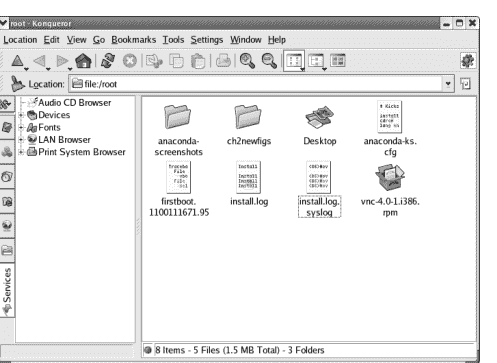 root - Konqueror
Location Edit View Go Bookmarks Tools Settings Window Help
Location: file:/root
Audio CD Browser
Devices
Fonts
LAN Browser
Print System Browser
Services
anaconda-
screenshots
ch2newfigs
Desktop
anaconda-ks.
cfg
firstboot.
1100111671.95
install.log
install.log.
syslog
vnc-4.0-1.i386.
rpm
8 Items - 5 Files (1.5 MB Total) - 3 Folders